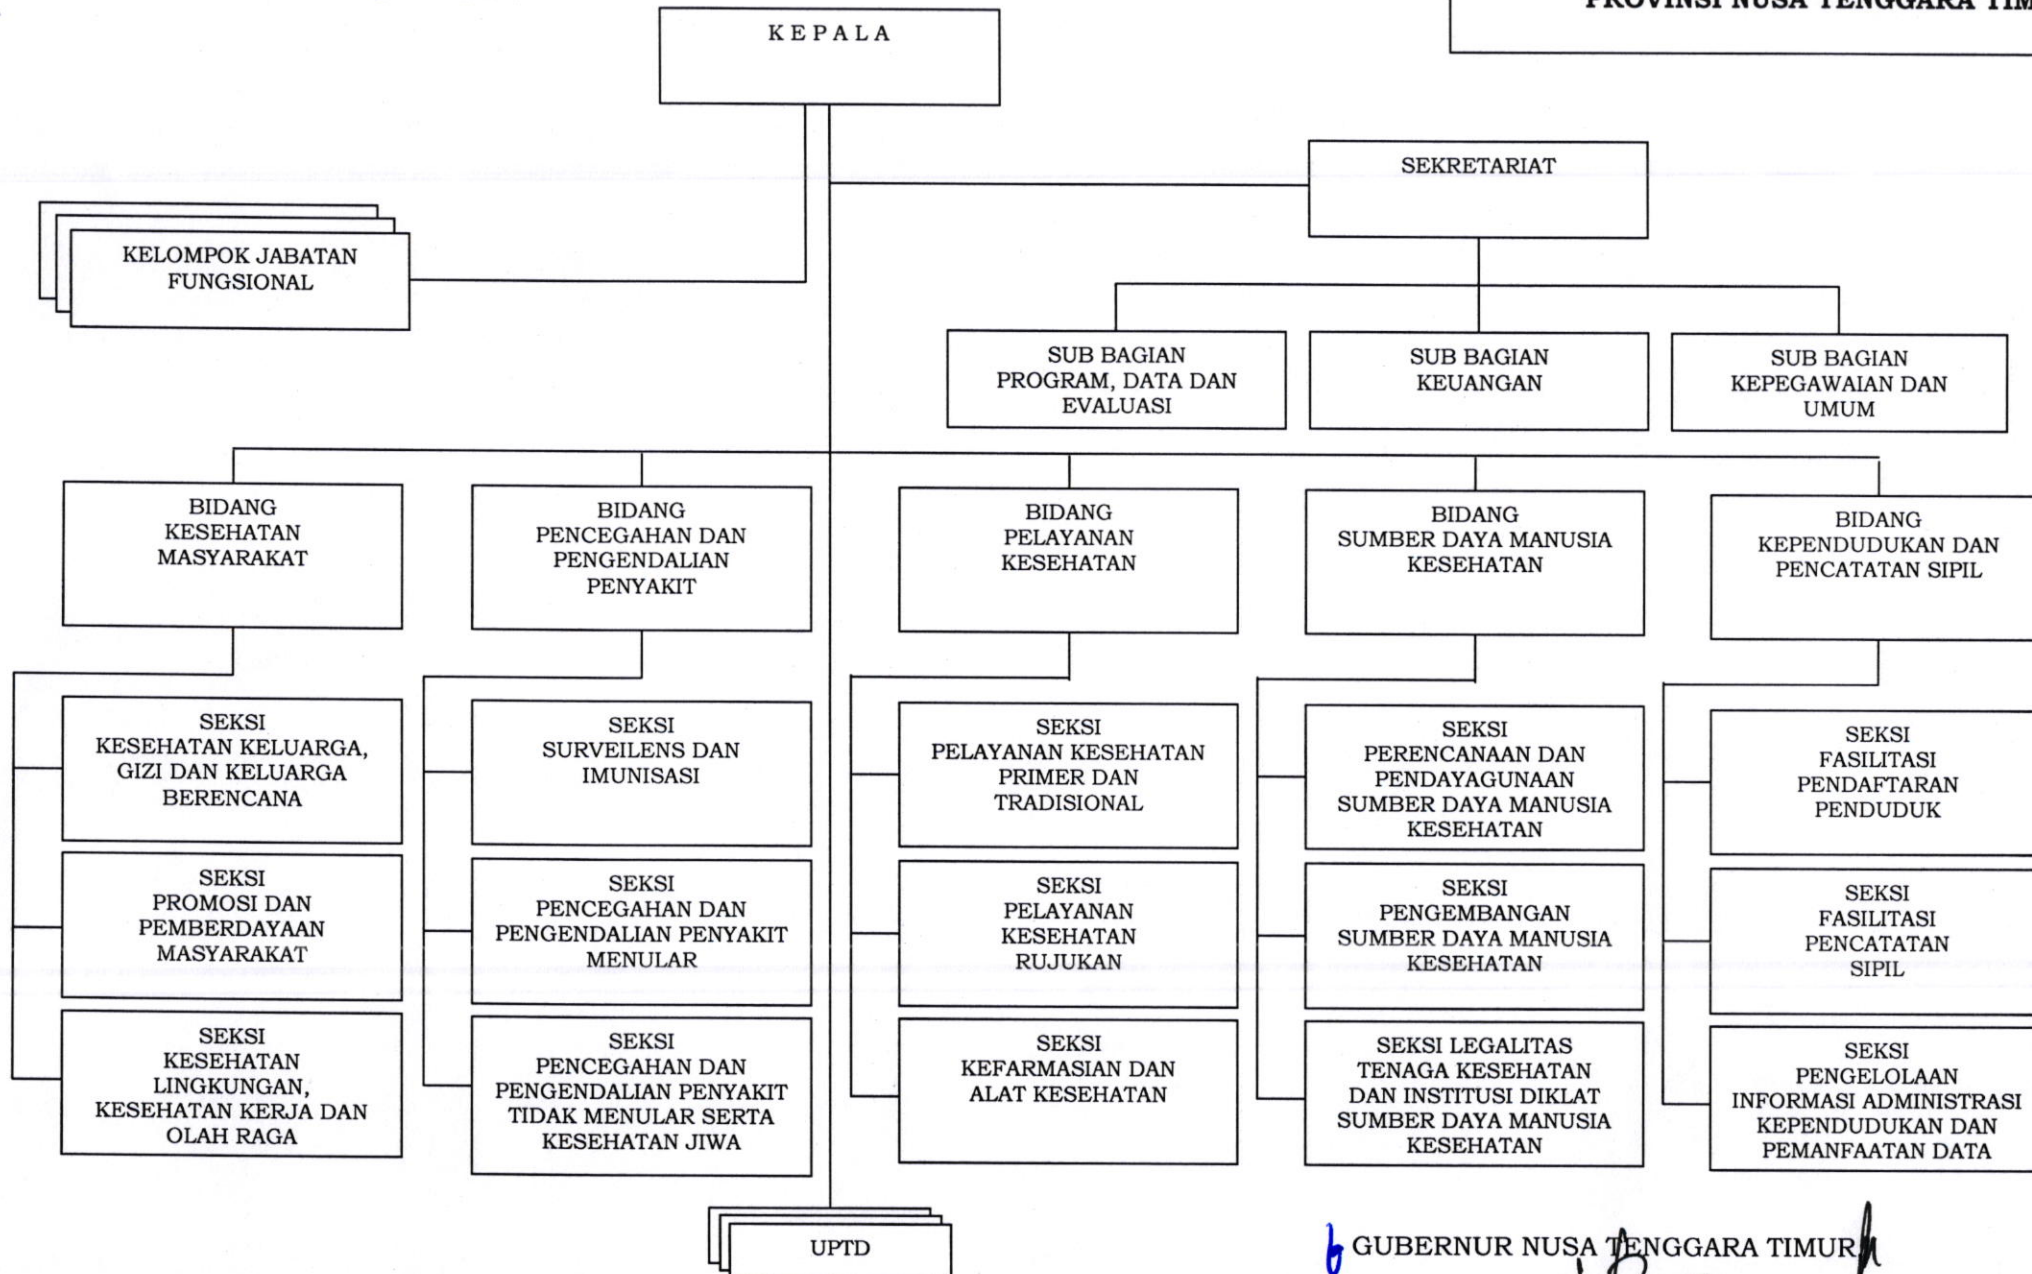 PROVINSI NUSA TENGGARA TIM
KEPALA
SEKRETARIAT
KELOMPOK JABATAN
FUNGSIONAL
SUB BAGIAN
PROGRAM, DATA DAN
EVALUASI
SUB BAGIAN
KEUANGAN
SUB BAGIAN
KEPEGAWAIAN DAN
UMUM
BIDANG
KESEHATAN
MASYARAKAT
BIDANG
PENCEGAHAN DAN
PENGENDALIAN
PENYAKIT
BIDANG
PELAYANAN
KESEHATAN
BIDANG
SUMBER DAYA MANUSIA
KESEHATAN
BIDANG
KEPENDUDUKAN DAN
PENCATATAN SIPIL
SEKSI
KESEHATAN KELUARGA,
GIZI DAN KELUARGA
BERENCANA
SEKSI
SURVEILENS DAN
IMUNISASI
SEKSI
PELAYANAN KESEHATAN
PRIMER DAN
TRADISIONAL
SEKSI
PERENCANAAN DAN
PENDAYAGUNAAN
SUMBER DAYA MANUSIA
KESEHATAN
SEKSI
FASILITASI
PENDAFTARAN
PENDUDUK
SEKSI
PROMOSI DAN
PEMBERDAYAAN
MASYARAKAT
SEKSI
PENCEGAHAN DAN
PENGENDALIAN PENYAKIT
MENULAR
SEKSI
PELAYANAN
KESEHATAN
RUJUKAN
SEKSI
PENGEMBANGAN
SUMBER DAYA MANUSIA
KESEHATAN
SEKSI
FASILITASI
PENCATATAN
SIPIL
SEKSI
KESEHATAN
LINGKUNGAN,
KESEHATAN KERJA DAN
OLAH RAGA
SEKSI
PENCEGAHAN DAN
PENGENDALIAN PENYAKIT
TIDAK MENULAR SERTA
KESEHATAN JIWA
SEKSI
KEFARMASIAN DAN
ALAT KESEHATAN
SEKSI LEGALITAS
TENAGA KESEHATAN
DAN INSTITUSI DIKLAT
SUMBER DAYA MANUSIA
KESEHATAN
SEKSI
PENGELOLAAN
INFORMASI ADMINISTRASI
KEPENDUDUKAN DAN
PEMANFAATAN DATA
UPTD
GUBERNUR NUSA TENGGARA TIMUR